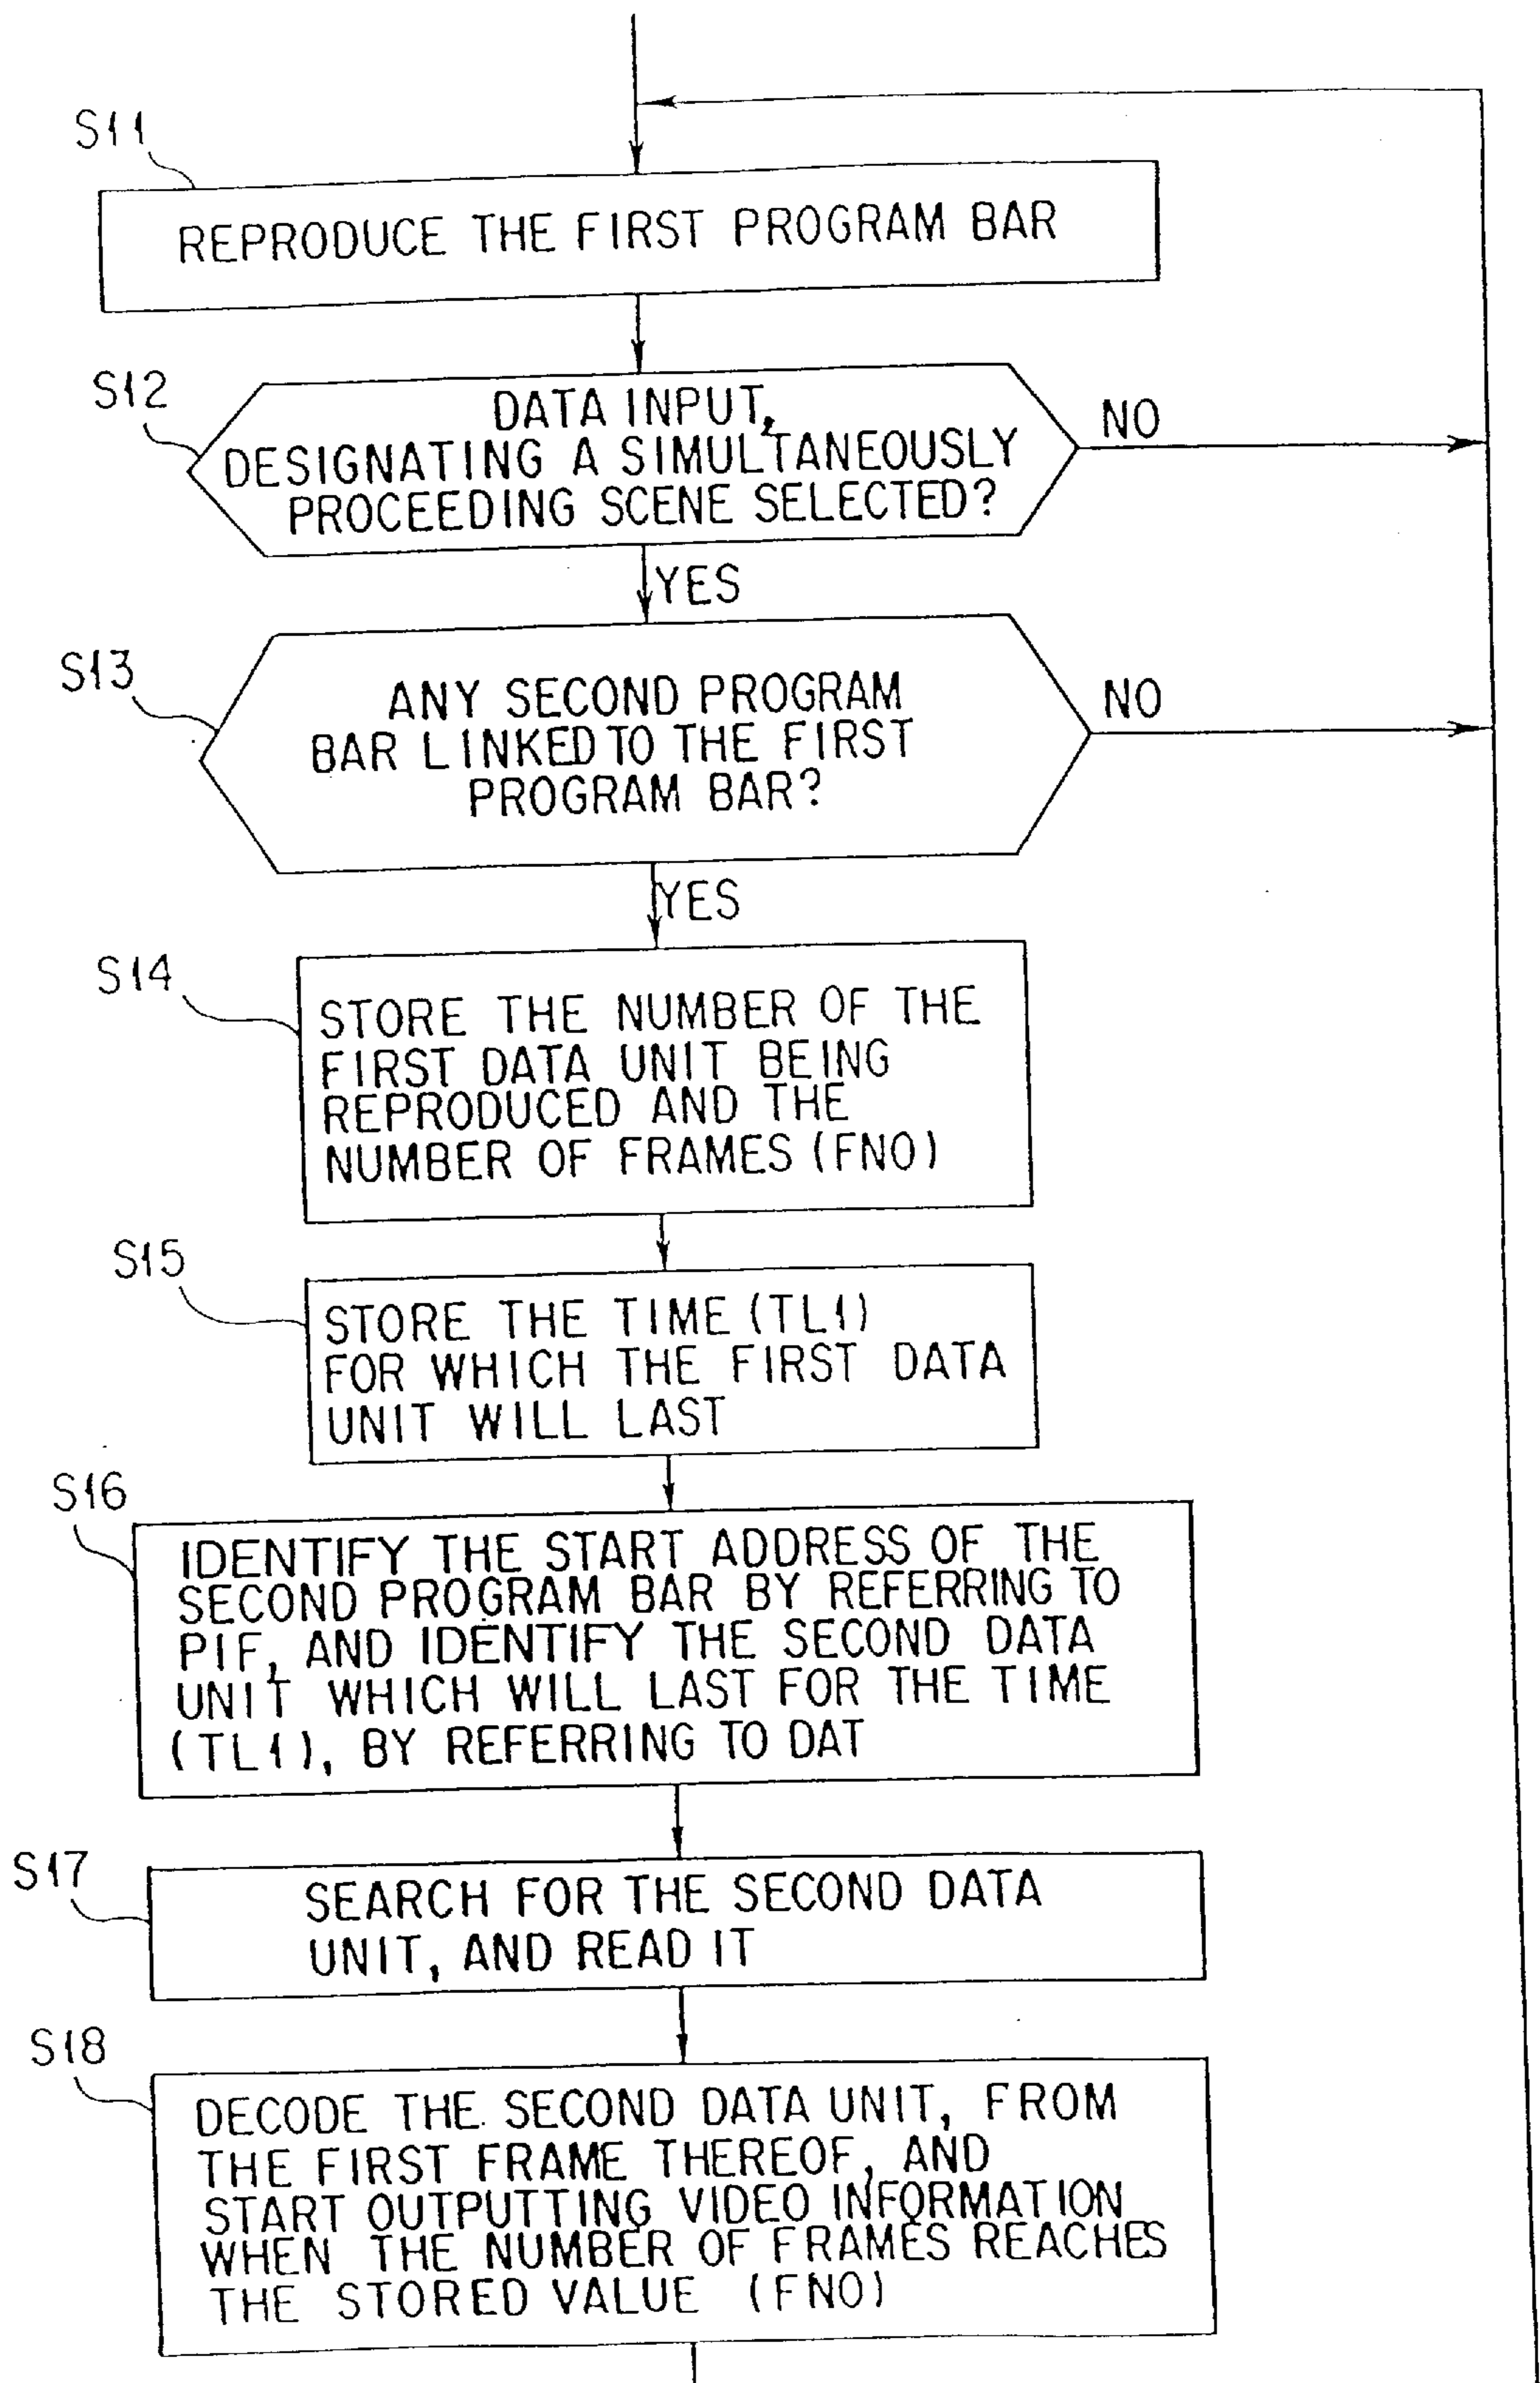 S11
REPRODUCE THE FIRST PROGRAM BAR
S12
DATA INPUT,
DESIGNATING A SIMULTANEOUSLY
PROCEEDING SCENE SELECTED?
NO
YES
S13
ANY SECOND PROGRAM
BAR LINKED TO THE FIRST
PROGRAM BAR?
NO
YES
S14
STORE THE NUMBER OF THE
FIRST DATA UNIT BEING
REPRODUCED AND THE
NUMBER OF FRAMES (FNO)
S15
STORE THE TIME (TL1)
FOR WHICH THE FIRST DATA
UNIT WILL LAST
S16
IDENTIFY THE START ADDRESS OF THE
SECOND PROGRAM BAR BY REFERRING TO
PIF, AND IDENTIFY THE SECOND DATA
UNIT WHICH WILL LAST FOR THE TIME
(TL1), BY REFERRING TO DAT
S17
SEARCH FOR THE SECOND DATA
UNIT, AND READ IT
S18
DECODE THE SECOND DATA UNIT, FROM
THE FIRST FRAME THEREOF, AND
START OUTPUTTING VIDEO INFORMATION
WHEN THE NUMBER OF FRAMES REACHES
THE STORED VALUE (FNO)